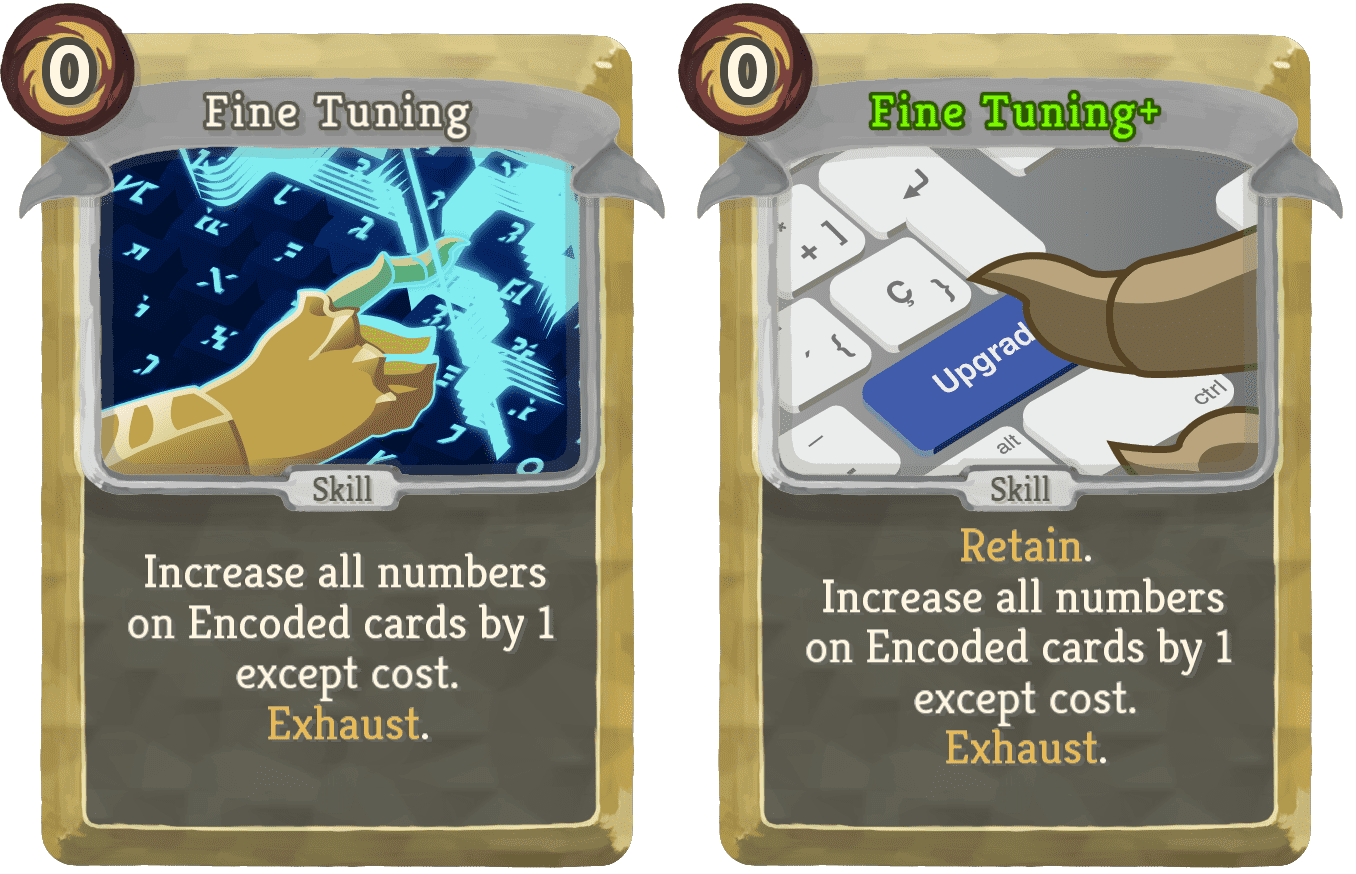 0
Fine Tuning
Skill
Increase all numbers
on Encoded cards by 1
except cost.
Exhaust.
0
Fine Tuning+
+ ]
Ç }
´ {
Upgrad
alt
ctrl
Skill
Retain.
Increase all numbers
on Encoded cards by 1
except cost.
Exhaust.